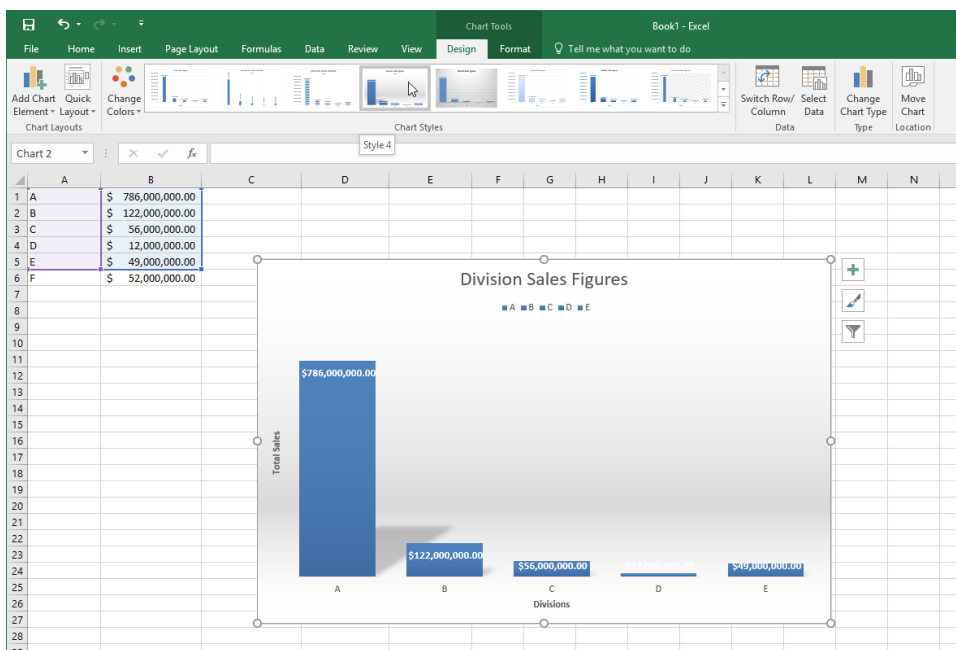 Chart Tools Book1 - Excel
File Home Insert Page Layout Formulas Data Review View Design Format Tell me what you want to do
Add Chart Element Quick Layout Change Colors Switch Row/ Column Select Data Change Chart Type Move Chart
Chart Layouts Chart Styles Data Type Location
Style 4
Chart 2 fx
A B C D E F G H I J K L M N
1 A $ 786,000,000.00
2 B $ 122,000,000.00
3 C $ 56,000,000.00
4 D $ 12,000,000.00
5 E $ 49,000,000.00
6 F $ 52,000,000.00
7
8
9
10
11
12
13
14
15
16
17
18
19
20
21
22
23
24
25
26
27
28
Division Sales Figures
A B C D E
Total Sales
$786,000,000.00
$122,000,000.00
$56,000,000.00
$49,000,000.00
A B C D E
Divisions